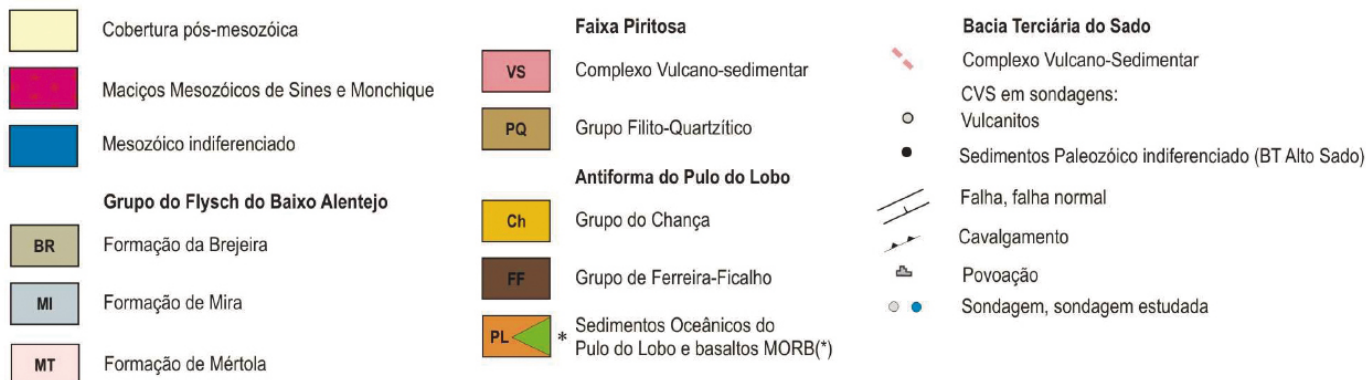 Cobertura pós-mesozóica
Maciços Mesozóicos de Sines e Monchique
Mesozóico indiferenciado
Grupo do Flysch do Baixo Alentejo
BR Formação da Brejeira
MI Formação de Mira
MT Formação de Mértola
Faixa Piritosa
VS Complexo Vulcano-sedimentar
PQ Grupo Filito-Quartzítico
Antiforma do Pulo do Lobo
Ch Grupo do Chança
FF Grupo de Ferreira-Ficalho
PL * Sedimentos Oceânicos do
Pulo do Lobo e basaltos MORB(*)
Bacia Terciária do Sado
Complexo Vulcano-Sedimentar
CVS em sondagens:
Vulcanitos
Sedimentos Paleozóico indiferenciado (BT Alto Sado)
Falha, falha normal
Cavalgamento
Povoação
Sondagem, sondagem estudada